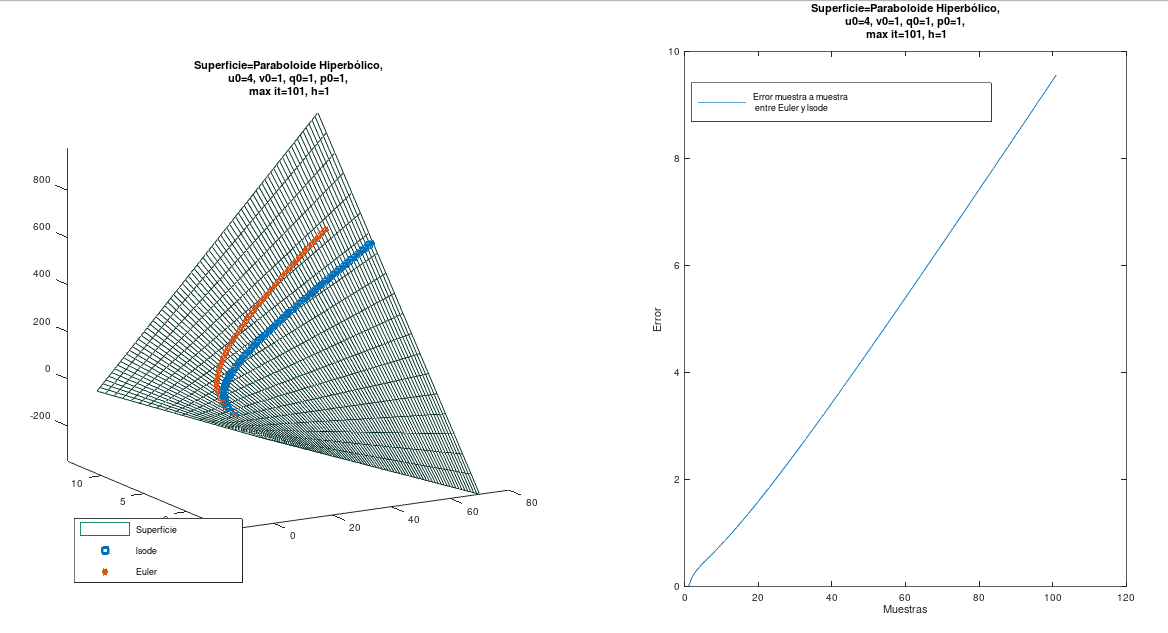 Superficie=Paraboloide Hiperbólico,
u0=4, v0=1, q0=1, p0=1,
max it=101, h=1
800
600
400
200
0
-200
10
5
0
20
40
60
80
Superficie
lsode
Euler
Superficie=Paraboloide Hiperbólico,
u0=4, v0=1, q0=1, p0=1,
max it=101, h=1
10
8
6
4
2
0
Error
Error muestra a muestra
entre Euler y lsode
0
20
40
60
80
100
120
Muestras